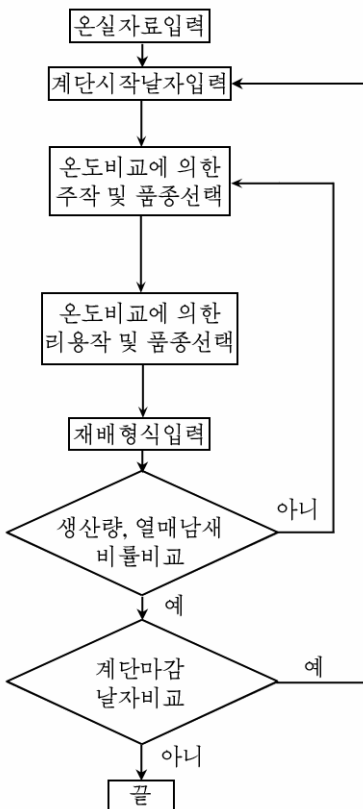 온실자료입력
계단시작날자입력
온도비교에 의한
주작 및 품종선택
온도비교에 의한
리용작 및 품종선택
재배형식입력
생산량, 열매남새
비률비교
아니
예
계단마감
날자비교
예
아니
끝